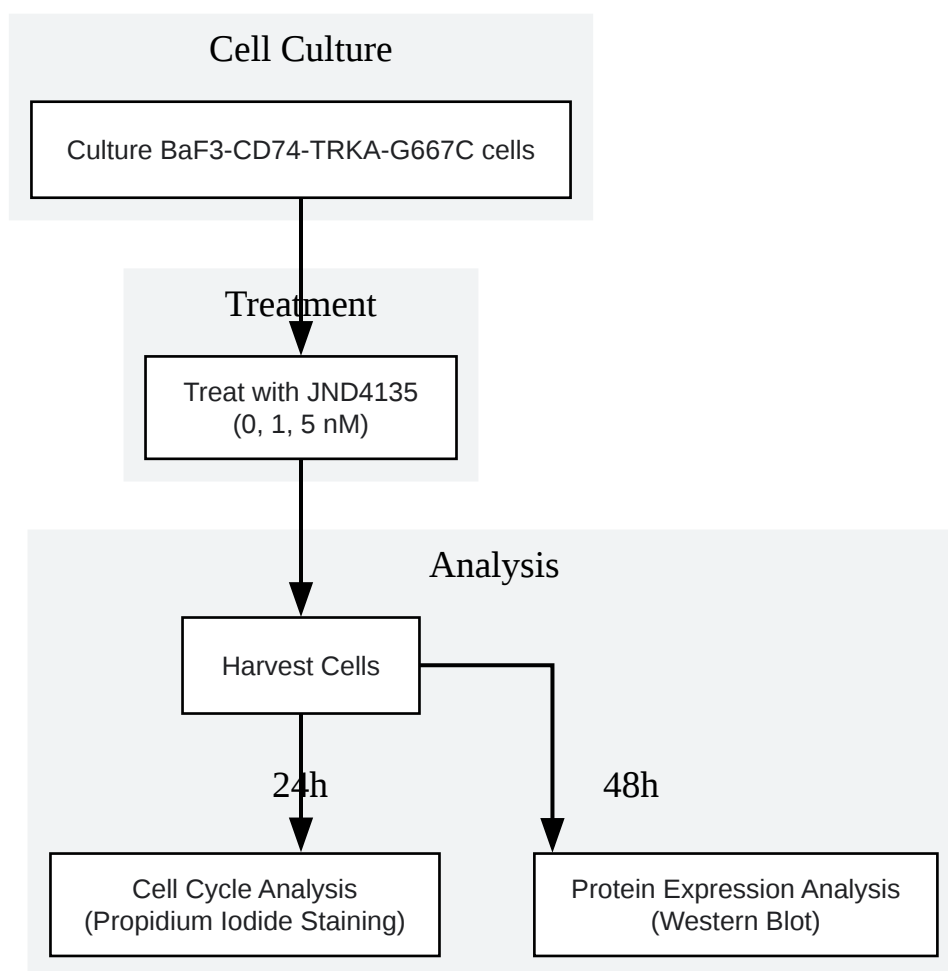 Cell Culture
Culture BaF3-CD74-TRKA-G667C cells
Treatment
Treat with JND4135
(0, 1, 5 nM)
Analysis
Harvest Cells
24h
48h
Cell Cycle Analysis
(Propidium Iodide Staining)
Protein Expression Analysis
(Western Blot)